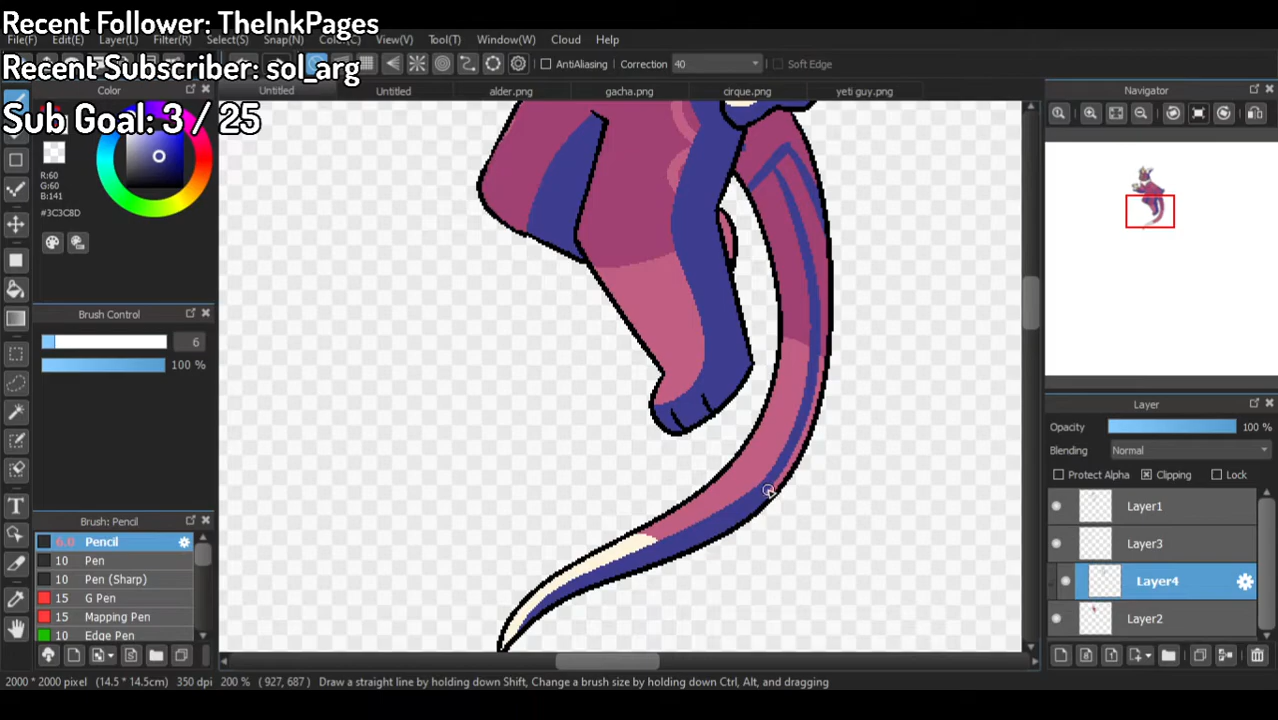 Recent Follower: TheInkPages
File(F) Edit(E) Layer(L) Filter(R) Select(S) Snap(N) View(V) Tool(T) Window(W) Cloud Help
Recent Subscriber: sol_arg
AntiAliasing Correction 40 Soft Edge
Color
Untitled Untitled alder.png gacha.png cirque.png yeti guy.png
Navigator
Sub Goal: 3 / 25
R:60
G:60
B:141
#3C3C8D
Brush Control
6
100 %
Layer
Opacity 100 %
Blending Normal
Protect Alpha Clipping Lock
Layer1
Layer3
Layer4
Layer2
Brush: Pencil
6.0 Pencil
10 Pen
10 Pen (Sharp)
15 G Pen
15 Mapping Pen
10 Edge Pen
2000 * 2000 pixel (14.5 * 14.5cm) 350 dpi 200 % ( 927, 687 ) Draw a straight line by holding down Shift, Change a brush size by holding down Ctrl, Alt, and dragging